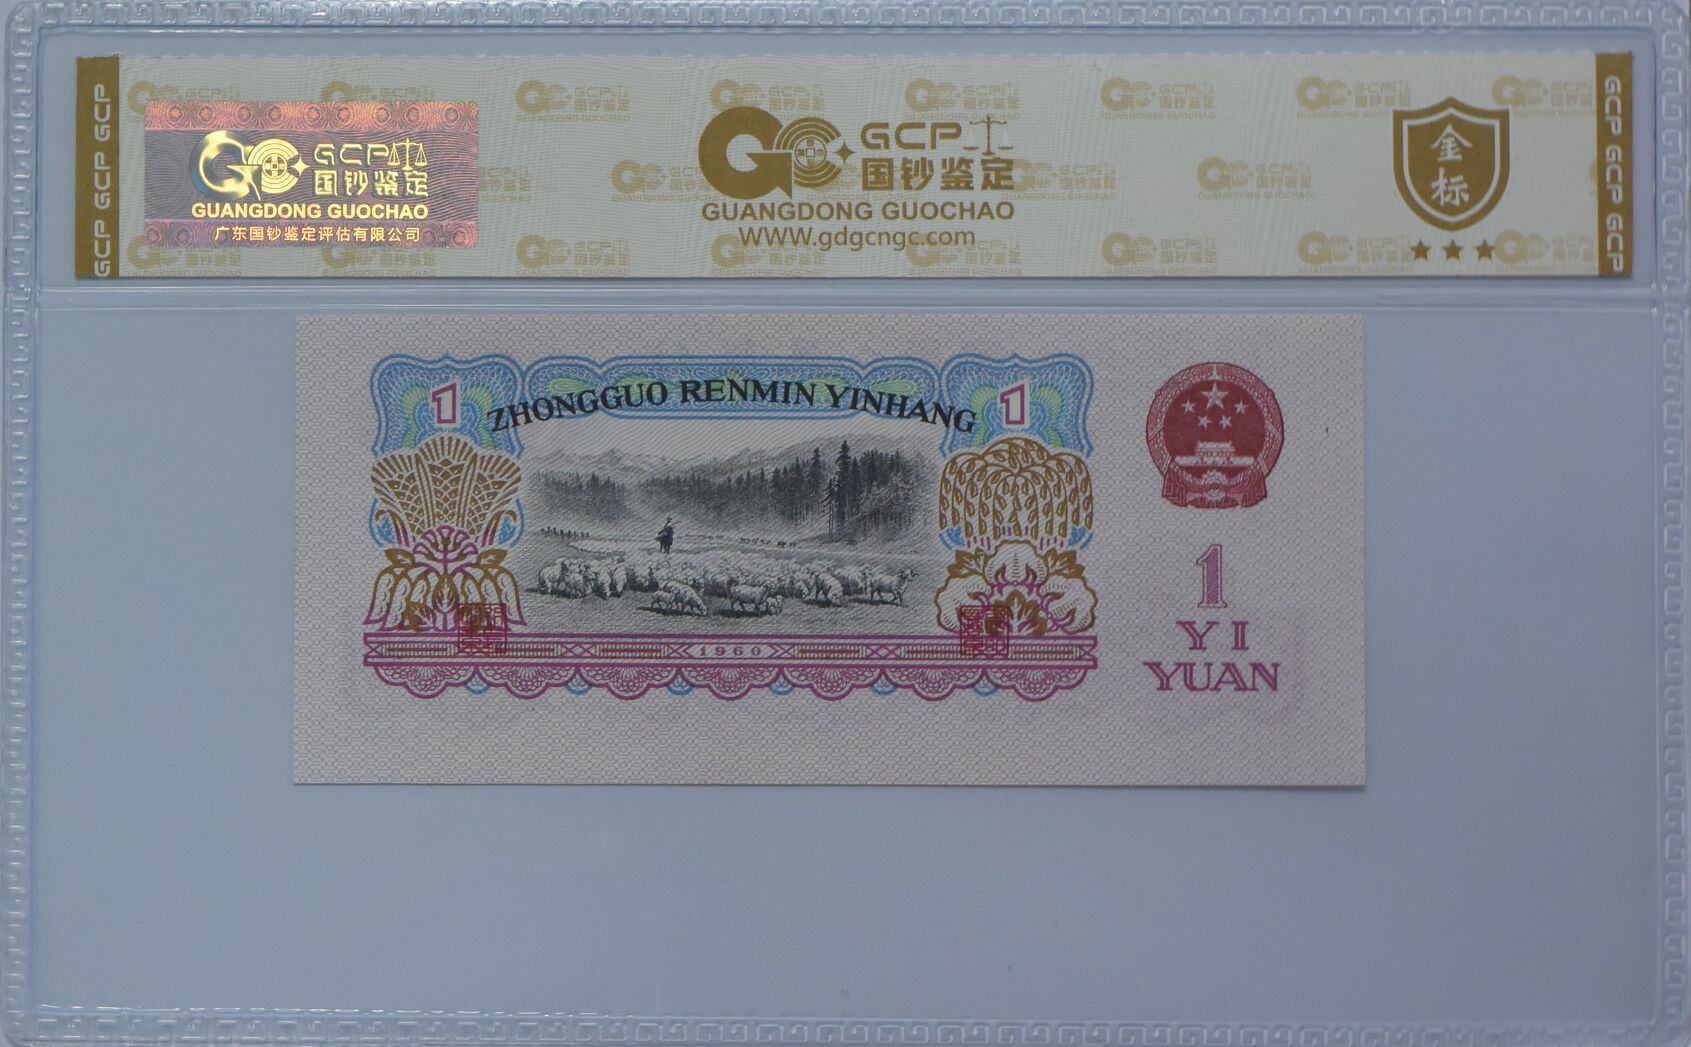 GCP GCP GCP
GCP
国钞鉴定
GUANGDONG GUOCHAO
广东国钞鉴定评估有限公司
GCP
国钞鉴定
GUANGDONG GUOCHAO
WWW.gdgcngc.com
金标
GCP GCP GCP
1
ZHONGGUO RENMIN YINHANG
1
1960
1
YI
YUAN